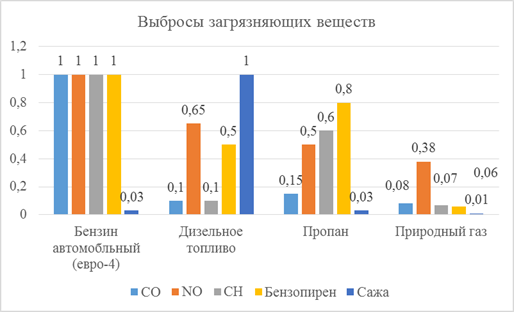 Выбросы загрязняющих веществ
1,2
1
0,8
0,6
0,4
0,2
0
1 1 1 1
0,03
0,1
0,65
0,1
0,5
1
0,15
0,5
0,6
0,8
0,03
0,08
0,38
0,07
0,06
0,01
Бензин
автомобльный
(евро-4)
Дизельное
топливо
Пропан
Природный газ
CO NO CH Бензопирен Сажа